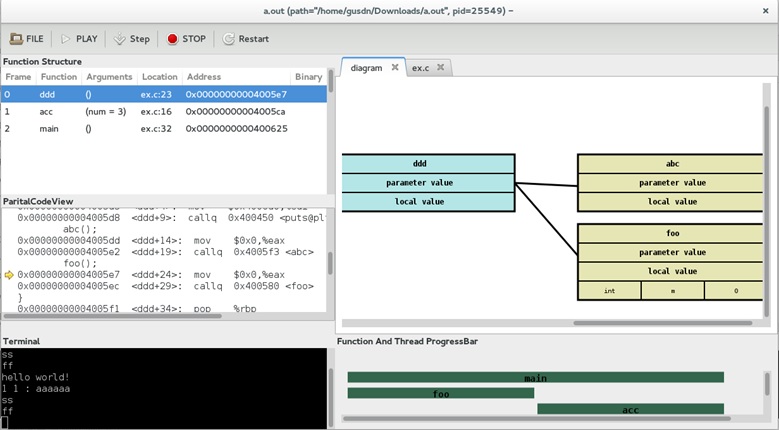 a.out (path="/home/gusdn/Downloads/a.out", pid=25549) –
FILE PLAY Step STOP Restart
Function Structure
Frame Function Arguments Location Address Binary
0 ddd () ex.c:23 0x00000000004005e7
1 acc (num = 3) ex.c:16 0x00000000004005ca
2 main () ex.c:32 0x0000000000400625
ParitalCodeView
0x00000000004005d8 <ddd+9>: callq 0x400450 <puts@pl
abc();
0x00000000004005dd <ddd+14>: mov $0x0,%eax
0x00000000004005e2 <ddd+19>: callq 0x4005f3 <abc>
foo();
0x00000000004005e7 <ddd+24>: mov $0x0,%eax
0x00000000004005ec <ddd+29>: callq 0x400580 <foo>
}
0x00000000004005f1 <ddd+34>: pop %rbp
Terminal
ss
ff
hello world!
1 1 : aaaaaa
ss
ff
diagram ex.c
ddd
parameter value
local value
abc
parameter value
local value
foo
parameter value
local value
int m 0
Function And Thread ProgressBar
main
foo
acc